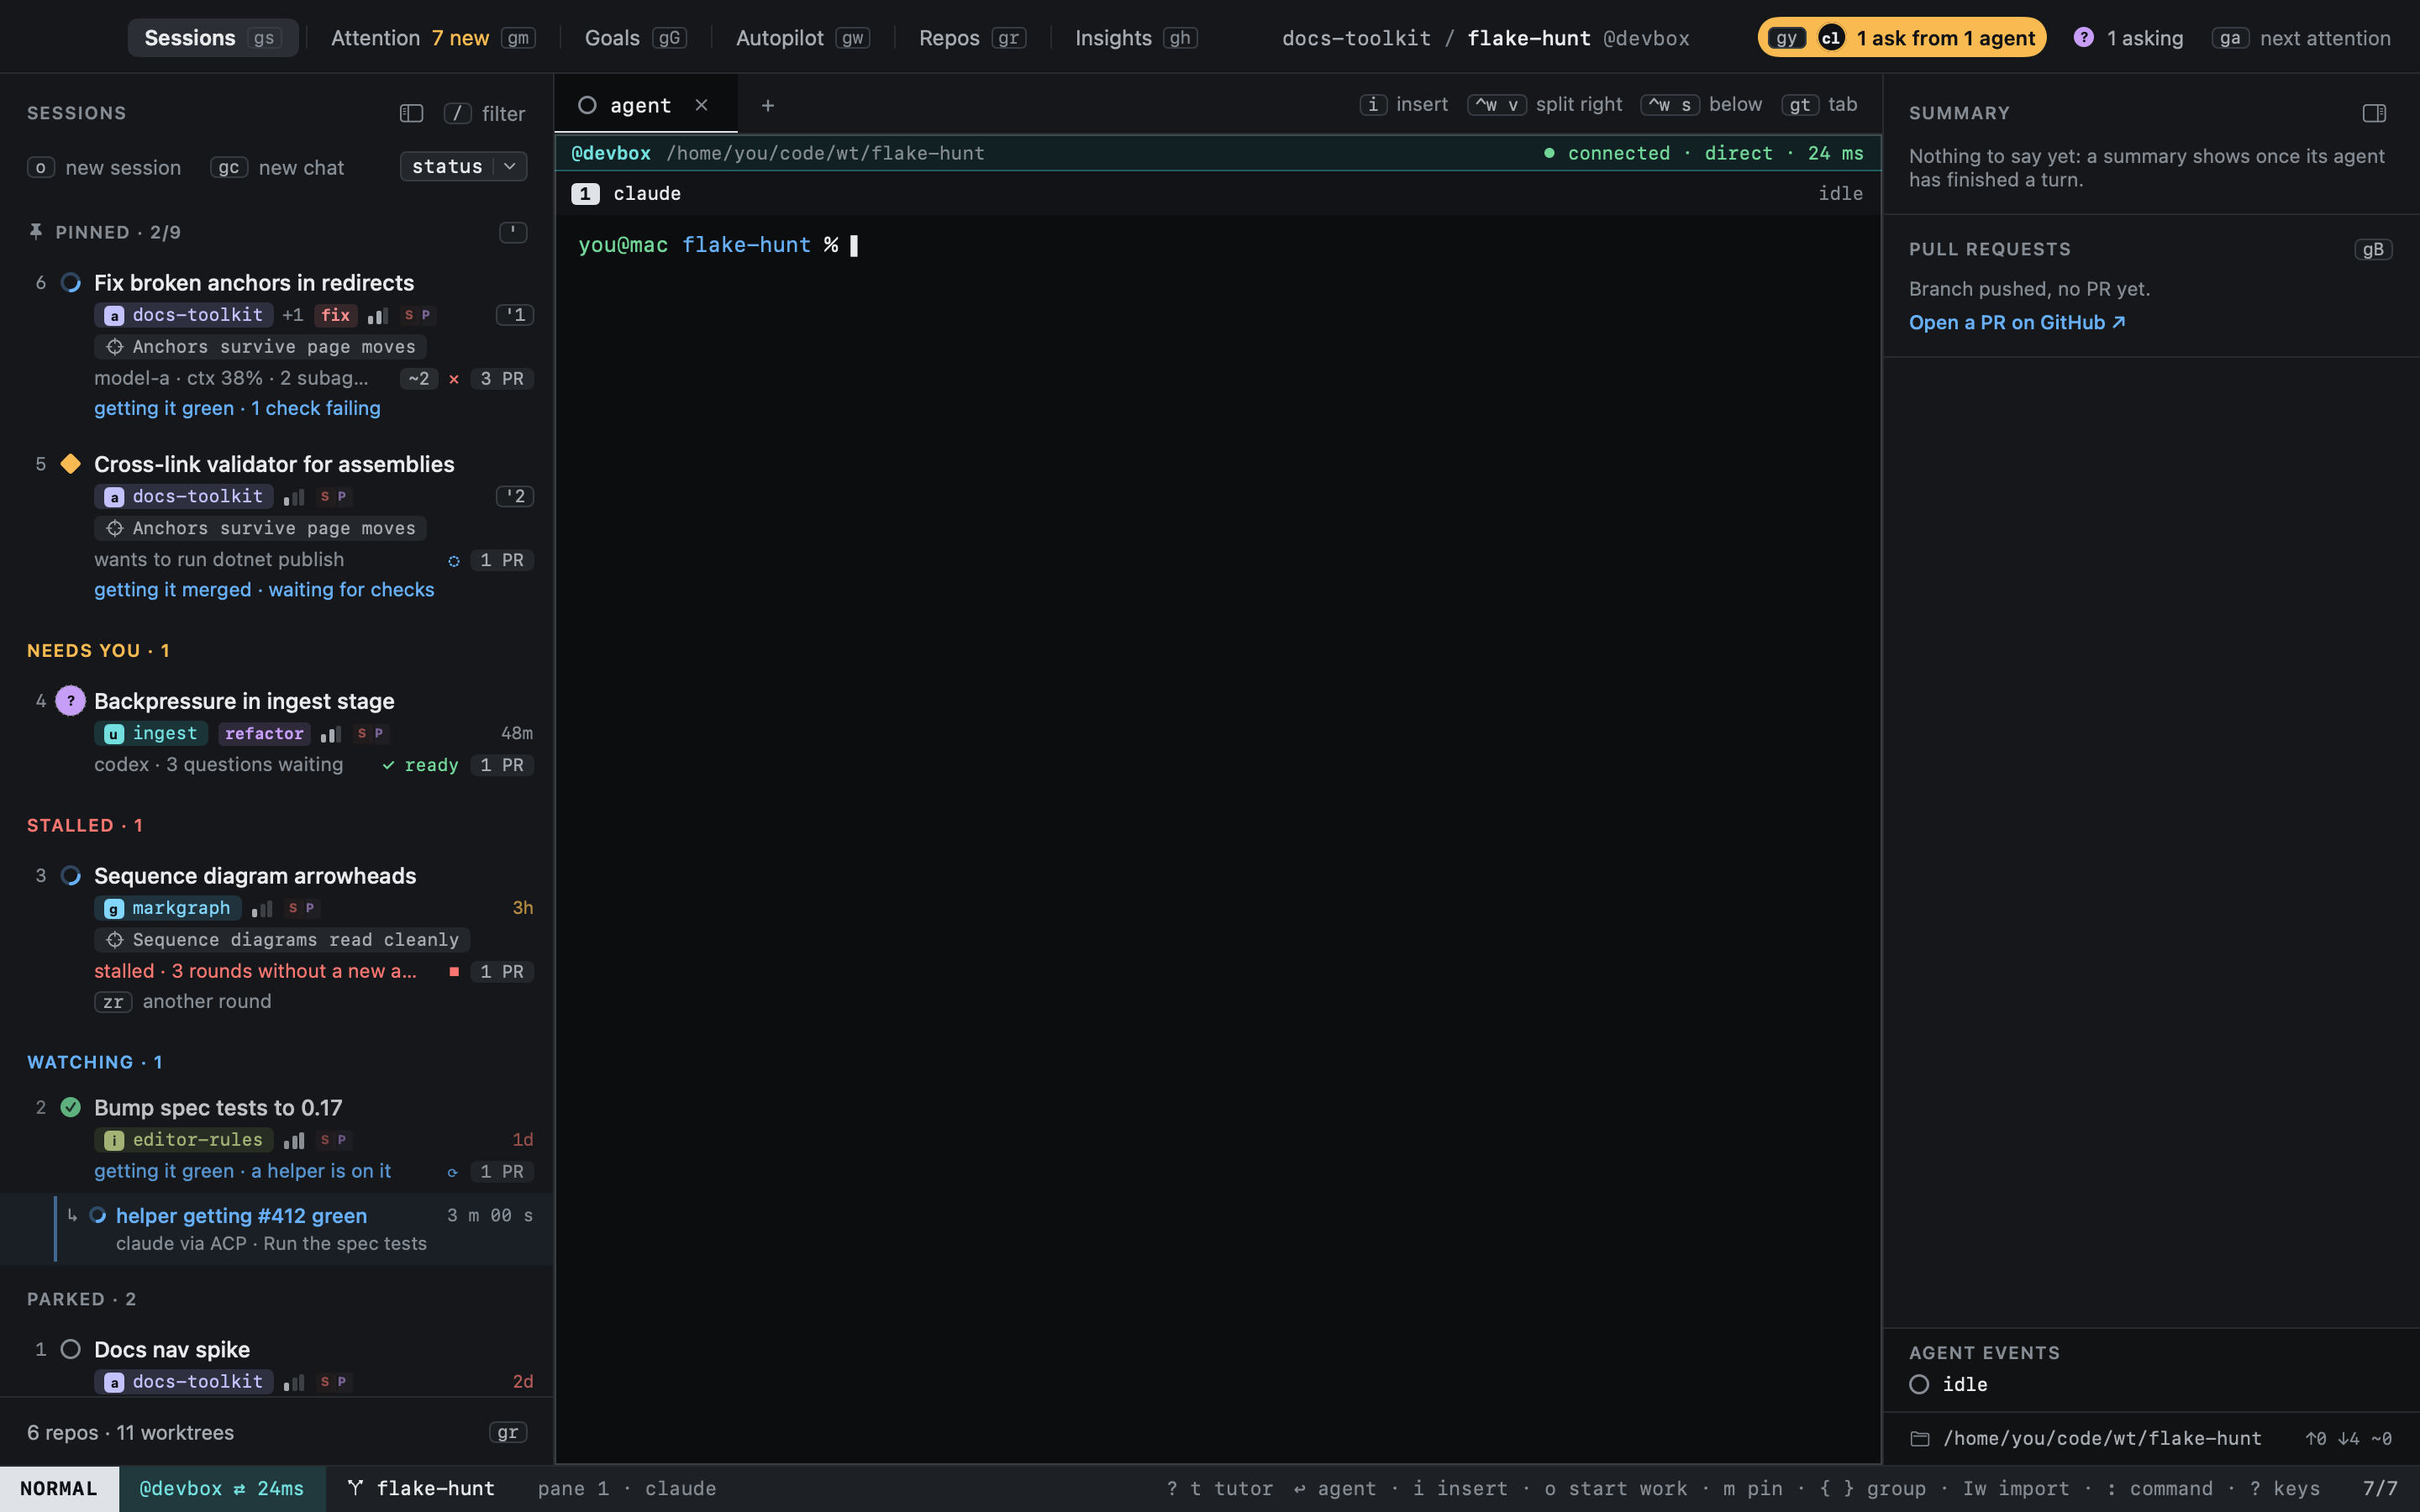 Sessions gs Attention 7 new gm Goals gG Autopilot gw Repos gr Insights gh docs-toolkit / flake-hunt @devbox gy cl 1 ask from 1 agent ? 1 asking ga next attention
SESSIONS / filter
o new session gc new chat status
PINNED · 2/9 '
6 Fix broken anchors in redirects
a docs-toolkit +1 fix S P '1
Anchors survive page moves
model-a · ctx 38% · 2 subag… ~2 × 3 PR
getting it green · 1 check failing
5 Cross-link validator for assemblies
a docs-toolkit S P '2
Anchors survive page moves
wants to run dotnet publish 1 PR
getting it merged · waiting for checks
NEEDS YOU · 1
4 ? Backpressure in ingest stage
u ingest refactor S P 48m
codex · 3 questions waiting ✓ ready 1 PR
STALLED · 1
3 Sequence diagram arrowheads
g markgraph S P 3h
Sequence diagrams read cleanly
stalled · 3 rounds without a new a… ■ 1 PR
zr another round
WATCHING · 1
2 Bump spec tests to 0.17
i editor-rules S P 1d
getting it green · a helper is on it ⟳ 1 PR
↳ helper getting #412 green 3 m 00 s
claude via ACP · Run the spec tests
PARKED · 2
1 Docs nav spike
a docs-toolkit S P 2d
6 repos · 11 worktrees gr
agent × + i insert ^w v split right ^w s below gt tab
@devbox /home/you/code/wt/flake-hunt ● connected · direct · 24 ms
1 claude idle
you@mac flake-hunt %
SUMMARY
Nothing to say yet: a summary shows once its agent
has finished a turn.
PULL REQUESTS gB
Branch pushed, no PR yet.
Open a PR on GitHub ↗
AGENT EVENTS
idle
/home/you/code/wt/flake-hunt ↑0 ↓4 ~0
NORMAL @devbox ⇄ 24ms flake-hunt pane 1 · claude ? t tutor ↩ agent · i insert · o start work · m pin · { } group · Iw import · : command · ? keys 7/7